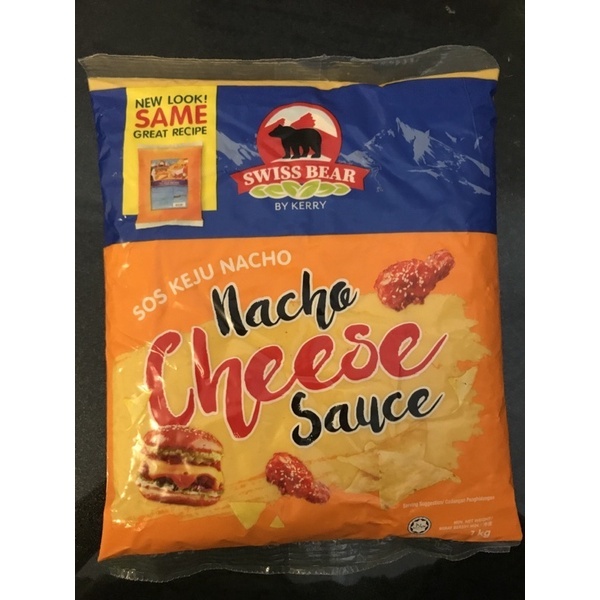 NEW LOOK!
SAME
GREAT RECIPE
SWISS BEAR
BY KERRY
SOS KEJU NACHO
Nacho
Cheese
Sauce
1 kg